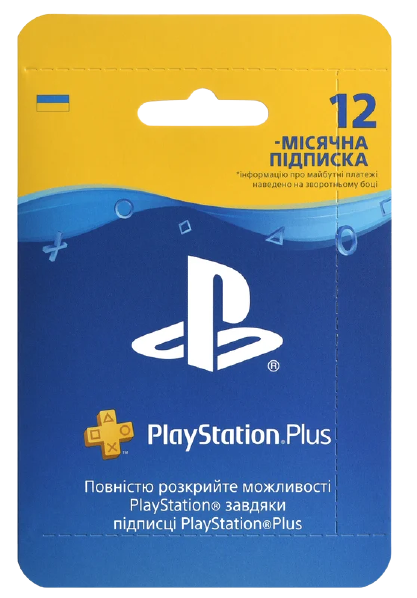 12
-МІСЯЧНА
ПІДПИСКА
*інформацію про майбутні платежі
наведено на зворотньому боці
PlayStation®Plus
Повністю розкрийте можливості
PlayStation® завдяки
підписці PlayStation®Plus